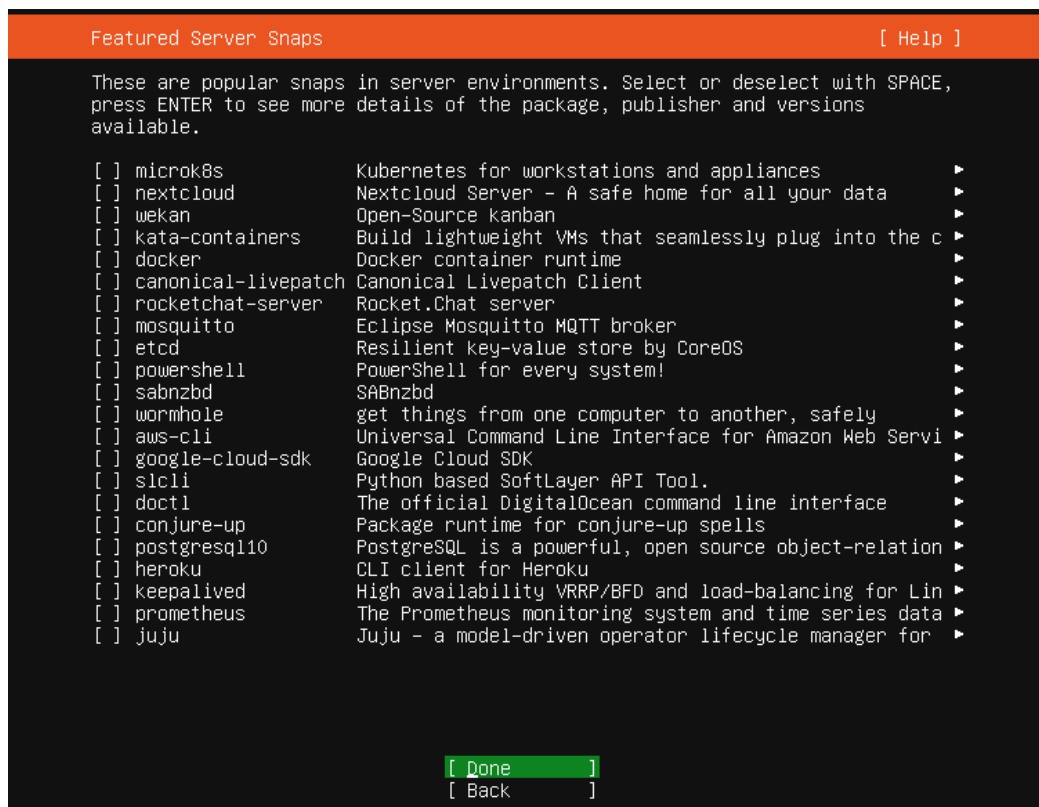 Featured Server Snaps [ Help ]
These are popular snaps in server environments. Select or deselect with SPACE,
press ENTER to see more details of the package, publisher and versions
available.
[ ] microk8s Kubernetes for workstations and appliances ▸
[ ] nextcloud Nextcloud Server - A safe home for all your data ▸
[ ] wekan Open-Source kanban ▸
[ ] kata-containers Build lightweight VMs that seamlessly plug into the c ▸
[ ] docker Docker container runtime ▸
[ ] canonical-livepatch Canonical Livepatch Client ▸
[ ] rocketchat-server Rocket.Chat server ▸
[ ] mosquitto Eclipse Mosquitto MQTT broker ▸
[ ] etcd Resilient key-value store by CoreOS ▸
[ ] powershell PowerShell for every system! ▸
[ ] sabnzbd SABnzbd ▸
[ ] wormhole get things from one computer to another, safely ▸
[ ] aws-cli Universal Command Line Interface for Amazon Web Servi ▸
[ ] google-cloud-sdk Google Cloud SDK ▸
[ ] slcli Python based SoftLayer API Tool. ▸
[ ] doctl The official DigitalOcean command line interface ▸
[ ] conjure-up Package runtime for conjure-up spells ▸
[ ] postgresql10 PostgreSQL is a powerful, open source object-relation ▸
[ ] heroku CLI client for Heroku ▸
[ ] keepalived High availability VRRP/BFD and load-balancing for Lin ▸
[ ] prometheus The Prometheus monitoring system and time series data ▸
[ ] juju Juju - a model-driven operator lifecycle manager for ▸
[ Done ]
[ Back ]